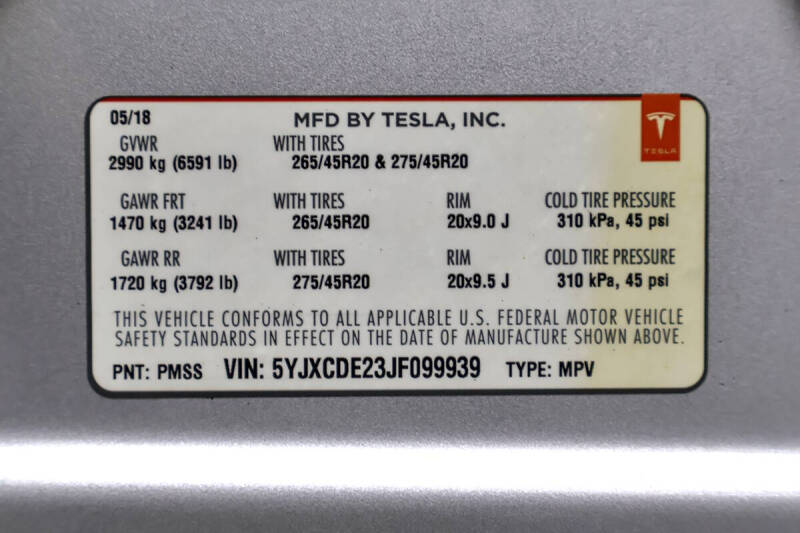 05/18 MFD BY TESLA, INC.
TESLA
GVWR WITH TIRES
2990 kg (6591 lb) 265/45R20 & 275/45R20
GAWR FRT WITH TIRES RIM COLD TIRE PRESSURE
1470 kg (3241 lb) 265/45R20 20x9.0 J 310 kPa, 45 psi
GAWR RR WITH TIRES RIM COLD TIRE PRESSURE
1720 kg (3792 lb) 275/45R20 20x9.5 J 310 kPa, 45 psi
THIS VEHICLE CONFORMS TO ALL APPLICABLE U.S. FEDERAL MOTOR VEHICLE
SAFETY STANDARDS IN EFFECT ON THE DATE OF MANUFACTURE SHOWN ABOVE.
PNT: PMSS VIN: 5YJXCDE23JF099939 TYPE: MPV